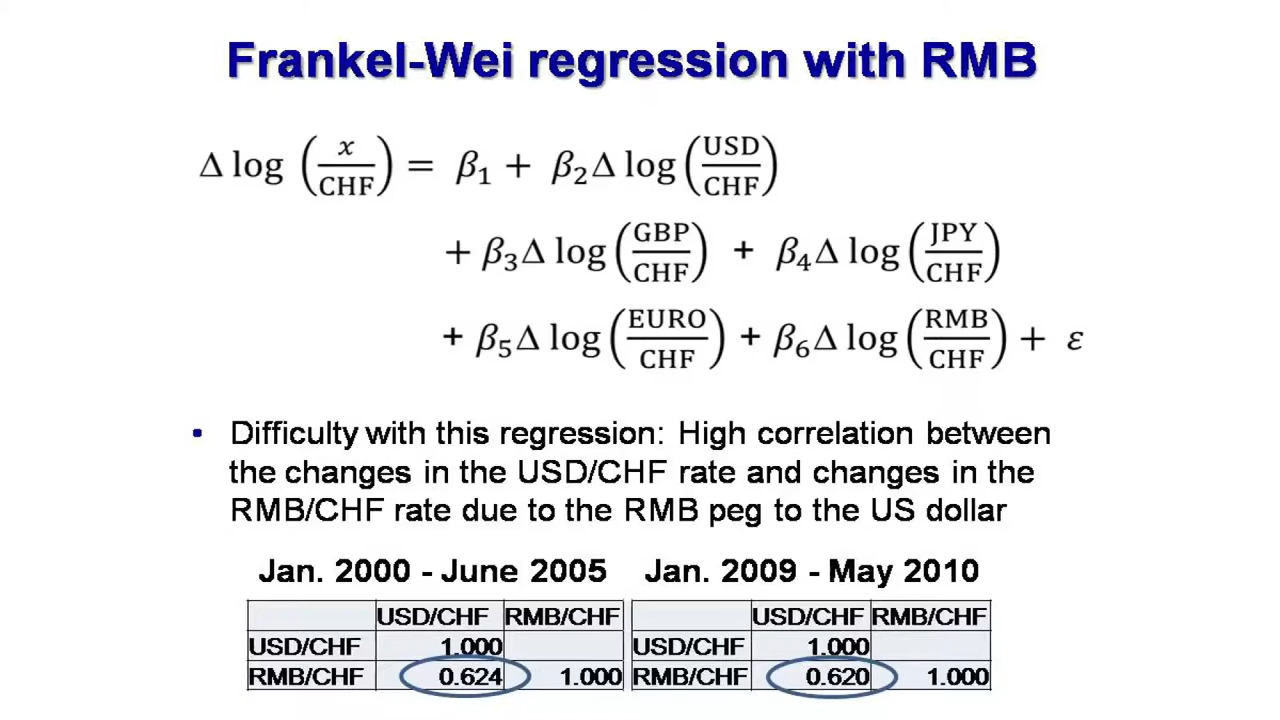 Frankel-Wei regression with RMB
Δ log (x/CHF) = β₁ + β₂Δ log (USD/CHF)
+ β₃Δ log (GBP/CHF) + β₄Δ log (JPY/CHF)
+ β₅Δ log (EURO/CHF) + β₆Δ log (RMB/CHF) + ε
• Difficulty with this regression: High correlation between
the changes in the USD/CHF rate and changes in the
RMB/CHF rate due to the RMB peg to the US dollar
Jan. 2000 - June 2005 Jan. 2009 - May 2010
USD/CHF RMB/CHF USD/CHF RMB/CHF
USD/CHF 1.000 USD/CHF 1.000
RMB/CHF 0.624 1.000 RMB/CHF 0.620 1.000